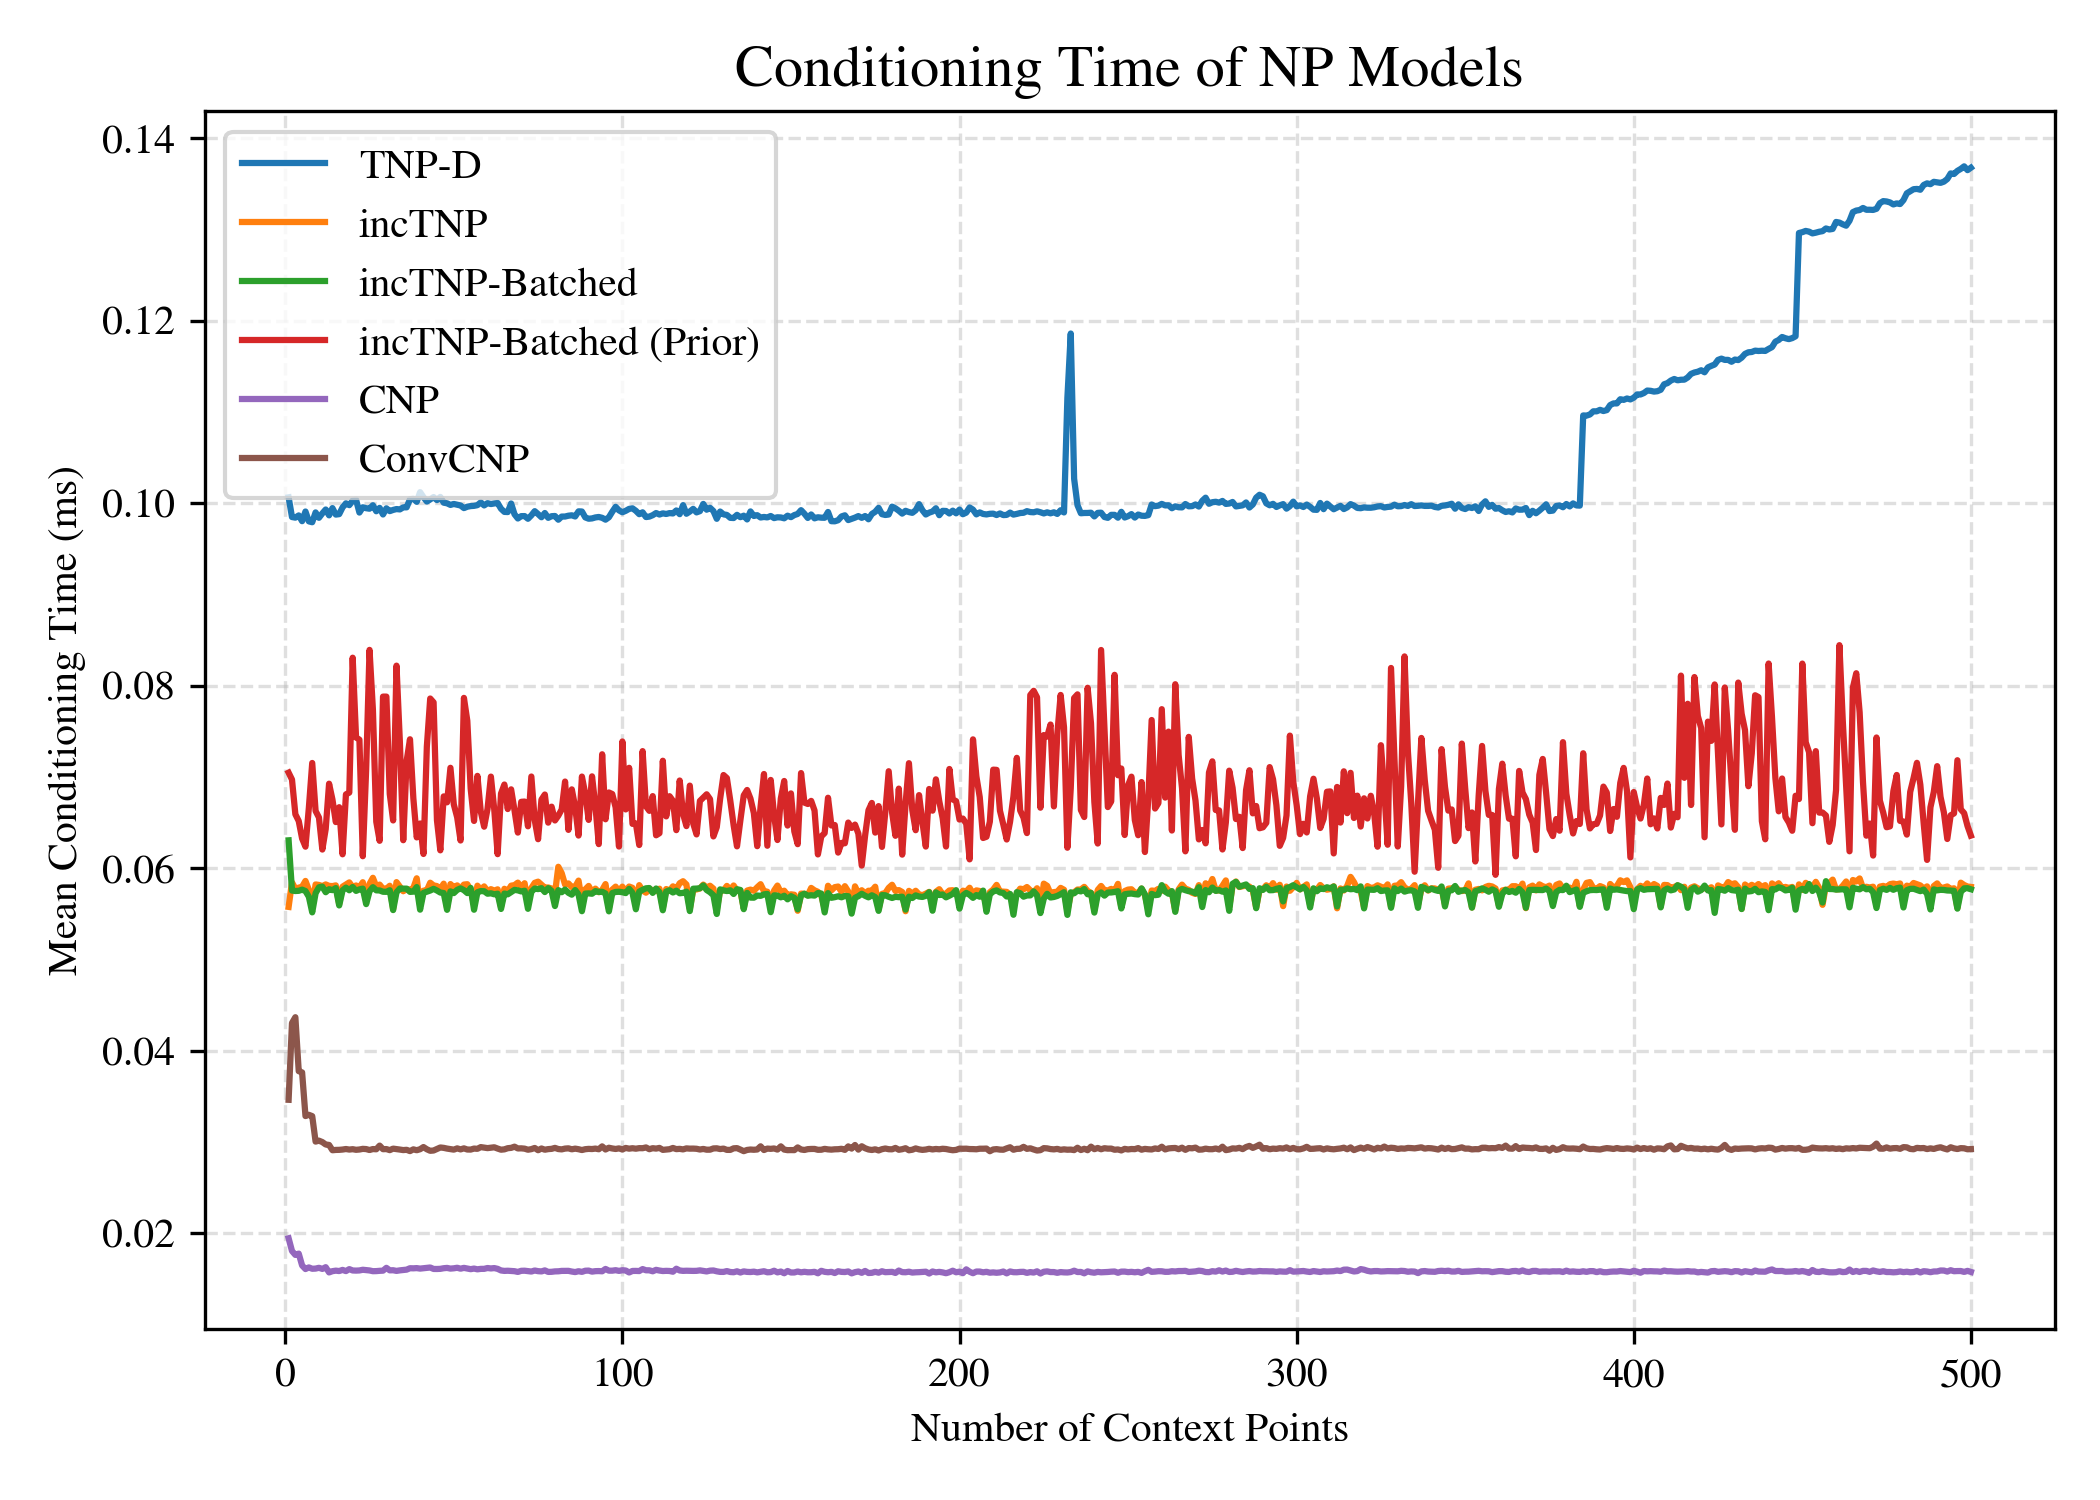 Conditioning Time of NP Models
0.14
0.12
0.10
0.08
0.06
0.04
0.02
Mean Conditioning Time (ms)
TNP-D
incTNP
incTNP-Batched
incTNP-Batched (Prior)
CNP
ConvCNP
0 100 200 300 400 500
Number of Context Points